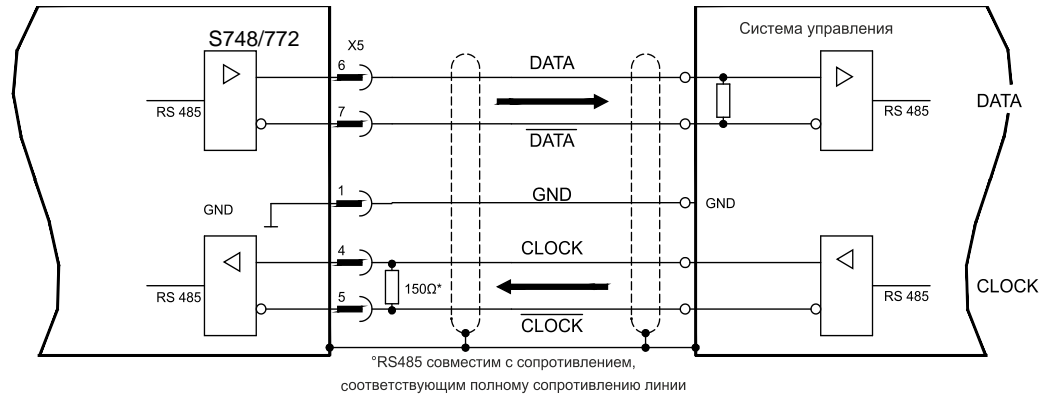 S748/772
X5
Система управления
6
DATA
RS 485
RS 485
DATA
7
DATA
1
GND
GND
GND
4
CLOCK
150Ω*
RS 485
RS 485
CLOCK
5
CLOCK
°RS485 совместим с сопротивлением,
соответствующим полному сопротивлению линии